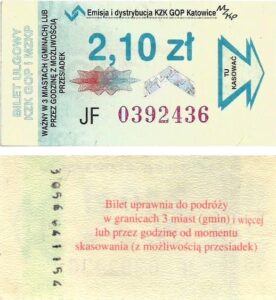 Emisja i dystrybucja KZK GOP Katowice
MZKP
BILET ULGOWY
KZK GOP i MZKP
WAŻNY W 3 MIASTACH (GMINACH) LUB
PRZEZ GODZINĘ Z MOŻLIWOŚCIĄ
PRZESIADEK
2,10 zł
TU
KASOWAĆ
JF 0392436
Bilet uprawnia do podróży
w granicach 3 miast (gmin) i więcej
lub przez godzinę od momentu
skasowania (z możliwością przesiadek)